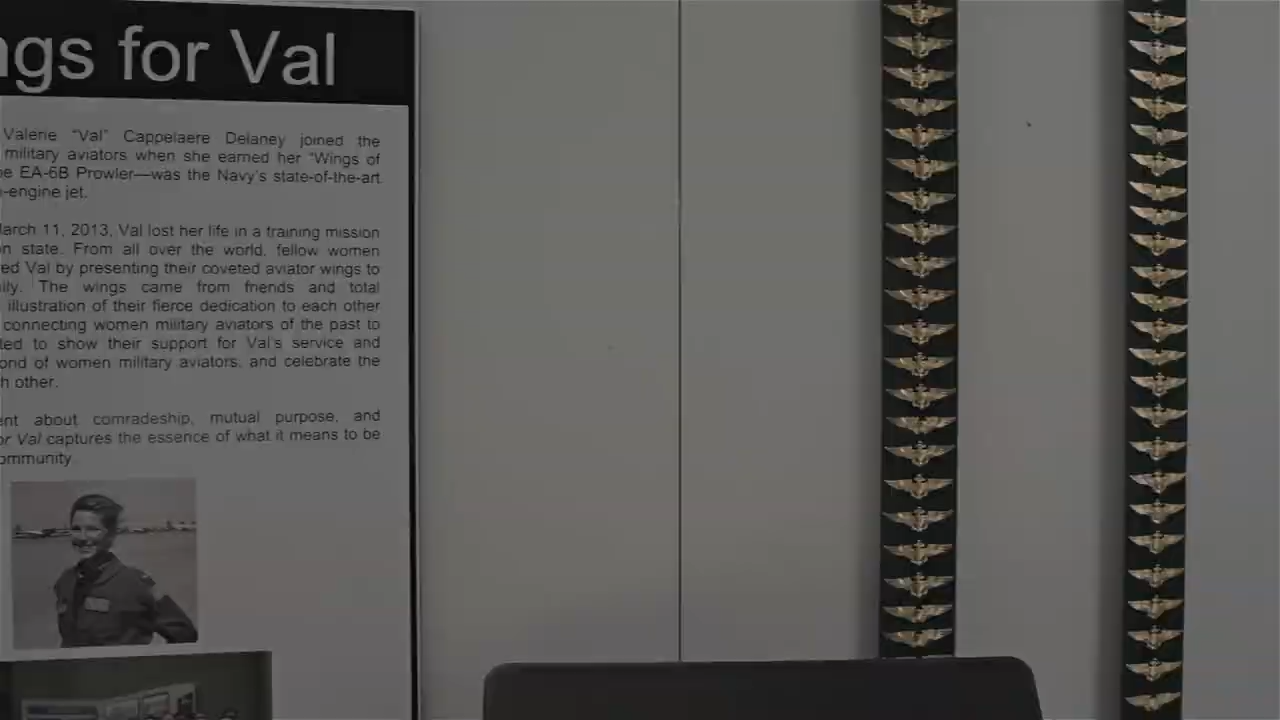 ngs for Val
Valerie "Val" Cappelaere Delaney joined the
military aviators when she earned her "Wings of
e EA-6B Prowler—was the Navy's state-of-the-art
-engine jet.
arch 11, 2013, Val lost her life in a training mission
on state. From all over the world, fellow women
ed Val by presenting their coveted aviator wings to
ily. The wings came from friends and total
illustration of their fierce dedication to each other
connecting women military aviators of the past to
ted to show their support for Val's service and
ond of women military aviators, and celebrate the
h other.
ent about comradeship, mutual purpose, and
or Val captures the essence of what it means to be
ommunity.